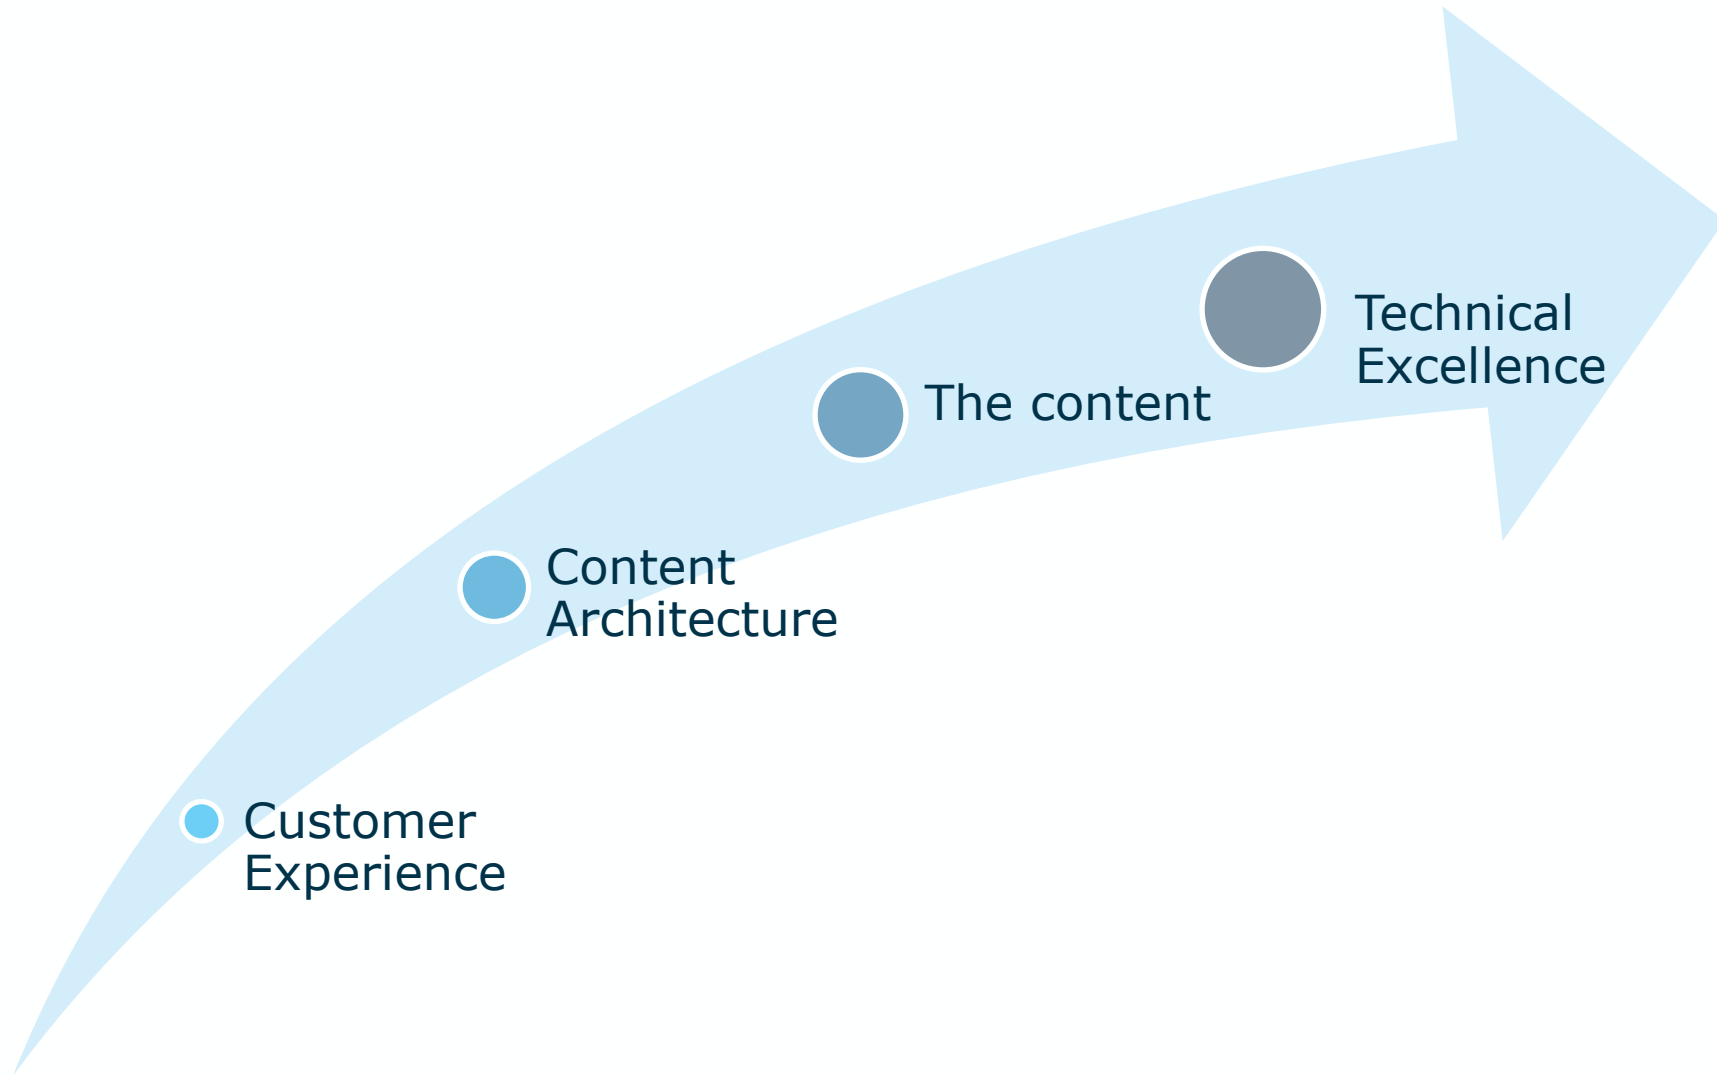 Technical
Excellence
The content
Content
Architecture
Customer
Experience